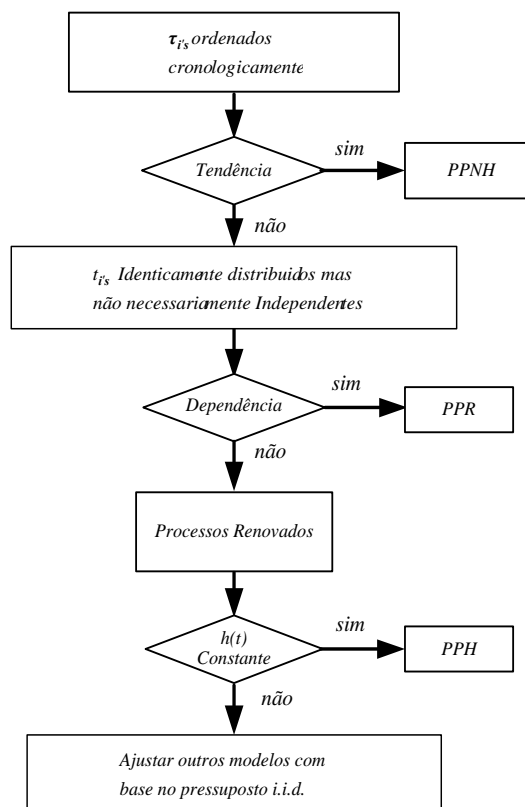 τi's ordenados
cronologicamente
sim
Tendência
PPNH
não
ti's Identicamente distribuidos mas
não necessariamente Independentes
sim
Dependência
PPR
não
Processos Renovados
sim
h(t)
Constante
PPH
não
Ajustar outros modelos com
base no pressuposto i.i.d.